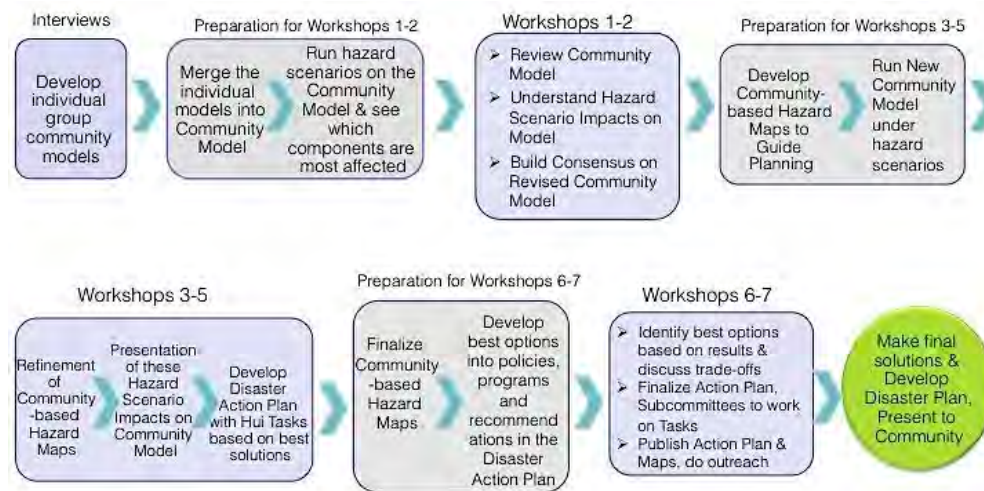 Interviews
Develop
individual
group
community
models
Preparation for Workshops 1-2
Merge the
individual
models into
Community
Model
Run hazard
scenarios on the
Community
Model & see
which
components are
most affected
Workshops 1-2
➢ Review Community
Model
➢ Understand Hazard
Scenario Impacts on
Model
➢ Build Consensus on
Revised Community
Model
Preparation for Workshops 3-5
Develop
Community-
based Hazard
Maps to
Guide
Planning
Run New
Community
Model
under
hazard
scenarios
Workshops 3-5
Refinement
of
Community
-based
Hazard
Maps
Presentation
of these
Hazard
Scenario
Impacts on
Community
Model
Develop
Disaster
Action Plan
with Hui Tasks
based on best
solutions
Preparation for Workshops 6-7
Finalize
Community
-based
Hazard
Maps
Develop
best options
into policies,
programs
and
recommend
ations in the
Disaster
Action Plan
Workshops 6-7
➢ Identify best options
based on results &
discuss trade-offs
➢ Finalize Action Plan,
Subcommittees to work
on Tasks
➢ Publish Action Plan &
Maps, do outreach
Make final
solutions &
Develop
Disaster Plan,
Present to
Community